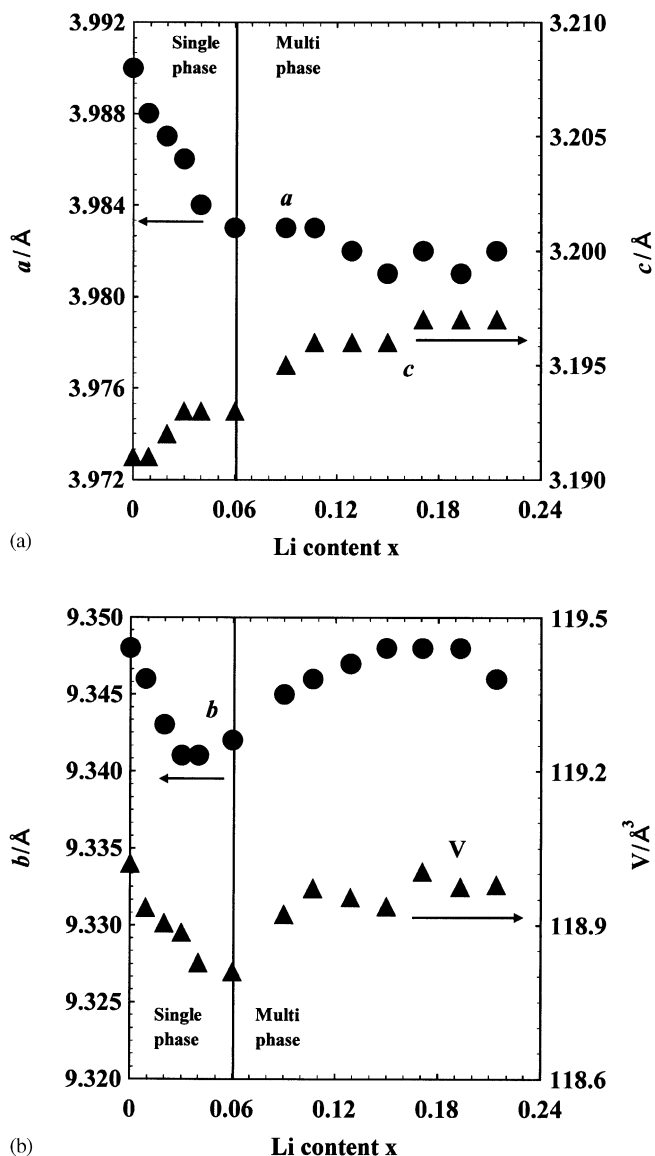 3.992
3.210
Single
phase
Multi
phase
3.988
3.205
3.984
a
a/Å
3.200
c/Å
3.980
3.195
3.976
c
3.972
3.190
0
0.06
0.12
0.18
0.24
(a)
Li content x
9.350
119.5
9.345
b
9.340
119.2
b/Å
9.335
V
V/Å³
9.330
118.9
9.325
Single
phase
Multi
phase
9.320
118.6
0
0.06
0.12
0.18
0.24
(b)
Li content x